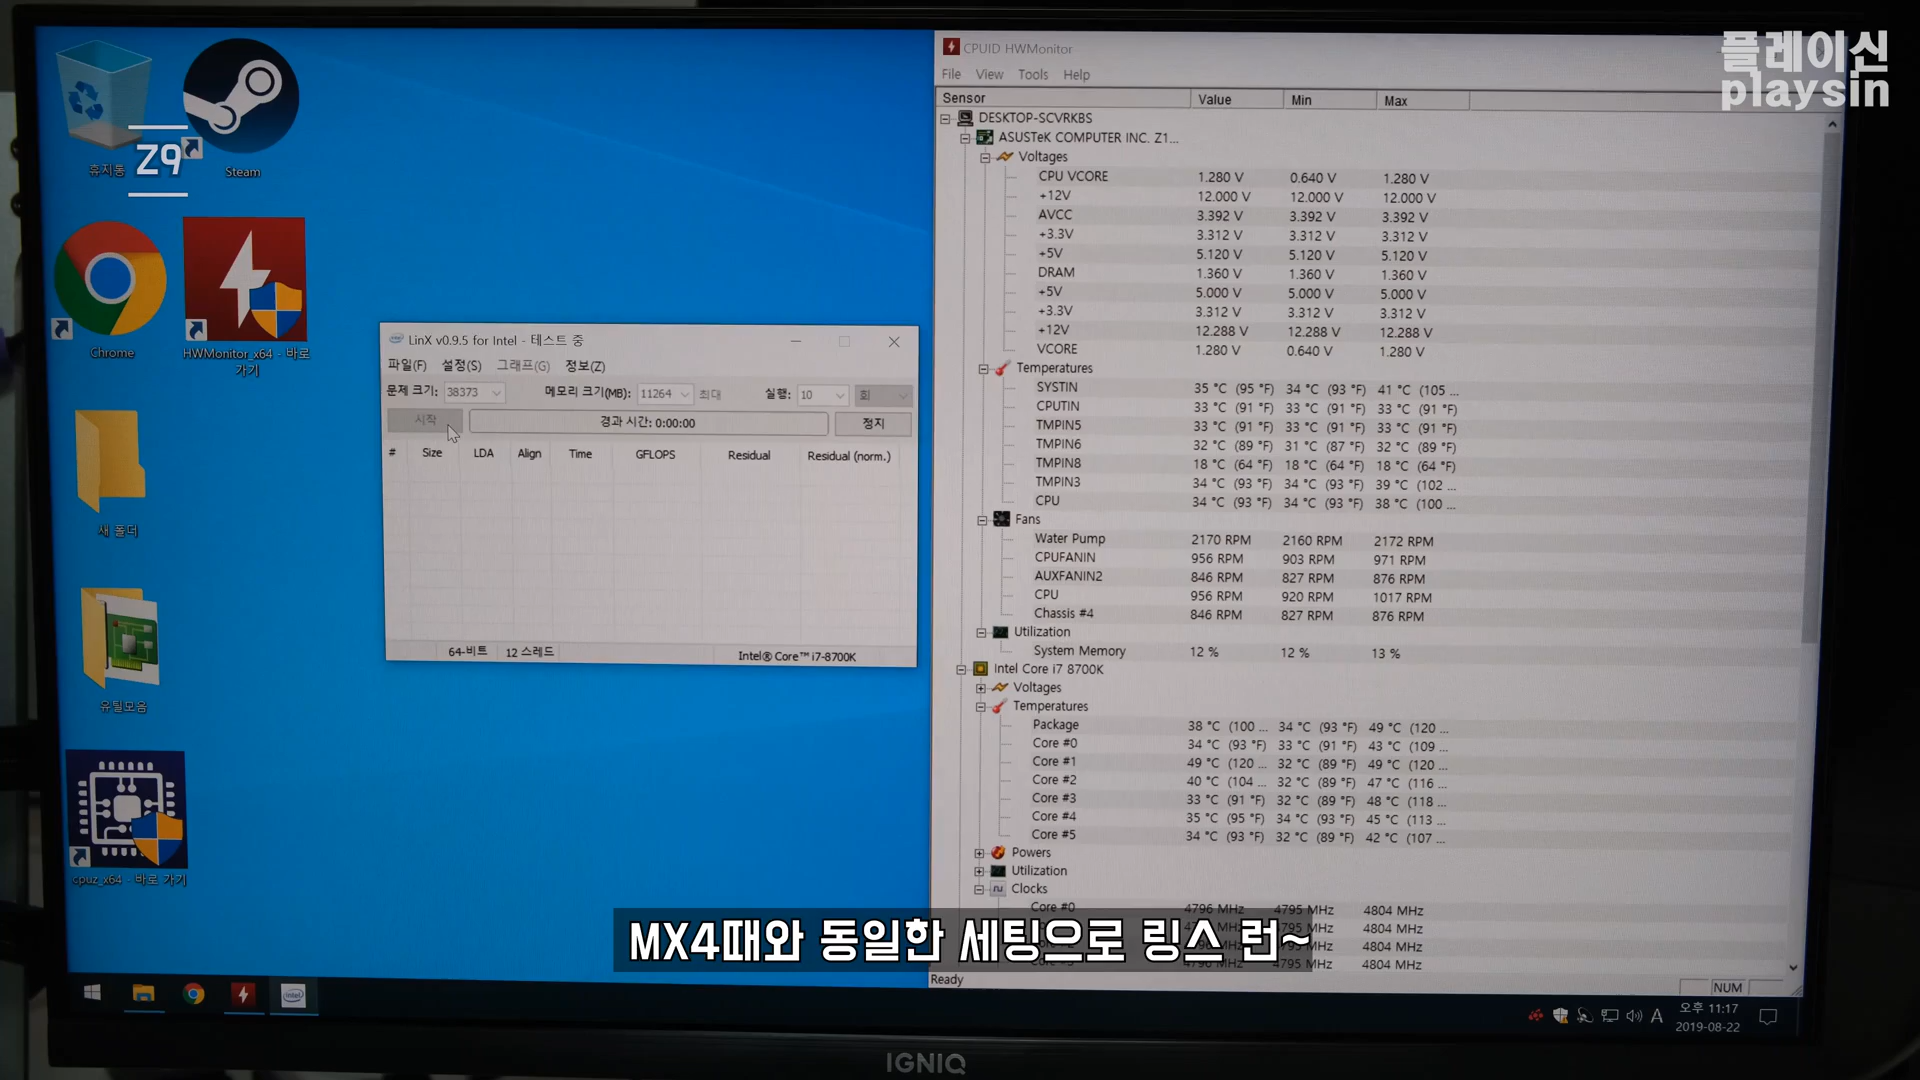 플레이신
playsin
휴지통
Z9
Steam
Chrome
HWMonitor_x64 - 바로 가기
새 폴더
유틸모음
cpuz_x64 - 바로 가기
LinX v0.9.5 for Intel - 테스트 중
파일(F) 설정(S) 그래프(G) 정보(Z)
문제 크기: 38373 메모리 크기(MB): 11264 최대 실행: 10 회
시작 경과 시간: 0:00:00 정지
# Size LDA Align Time GFLOPS Residual Residual (norm.)
64-비트 12 스레드 Intel® Core™ i7-8700K
CPUID HWMonitor
File View Tools Help
Sensor Value Min Max
DESKTOP-SCVRKBS
ASUSTeK COMPUTER INC. Z1...
Voltages
CPU VCORE 1.280 V 0.640 V 1.280 V
+12V 12.000 V 12.000 V 12.000 V
AVCC 3.392 V 3.392 V 3.392 V
+3.3V 3.312 V 3.312 V 3.312 V
+5V 5.120 V 5.120 V 5.120 V
DRAM 1.360 V 1.360 V 1.360 V
+5V 5.000 V 5.000 V 5.000 V
+3.3V 3.312 V 3.312 V 3.312 V
+12V 12.288 V 12.288 V 12.288 V
VCORE 1.280 V 0.640 V 1.280 V
Temperatures
SYSTIN 35 °C (95 °F) 34 °C (93 °F) 41 °C (105 ...
CPUTIN 33 °C (91 °F) 33 °C (91 °F) 33 °C (91 °F)
TMPIN5 33 °C (91 °F) 33 °C (91 °F) 33 °C (91 °F)
TMPIN6 32 °C (89 °F) 31 °C (87 °F) 32 °C (89 °F)
TMPIN8 18 °C (64 °F) 18 °C (64 °F) 18 °C (64 °F)
TMPIN3 34 °C (93 °F) 34 °C (93 °F) 39 °C (102 ...
CPU 34 °C (93 °F) 34 °C (93 °F) 38 °C (100 ...
Fans
Water Pump 2170 RPM 2160 RPM 2172 RPM
CPUFANIN 956 RPM 903 RPM 971 RPM
AUXFANIN2 846 RPM 827 RPM 876 RPM
CPU 956 RPM 920 RPM 1017 RPM
Chassis #4 846 RPM 827 RPM 876 RPM
Utilization
System Memory 12 % 12 % 13 %
Intel Core i7 8700K
Voltages
Temperatures
Package 38 °C (100 ... 34 °C (93 °F) 49 °C (120 ...
Core #0 34 °C (93 °F) 33 °C (91 °F) 43 °C (109 ...
Core #1 49 °C (120 ... 32 °C (89 °F) 49 °C (120 ...
Core #2 40 °C (104 ... 32 °C (89 °F) 47 °C (116 ...
Core #3 33 °C (91 °F) 32 °C (89 °F) 48 °C (118 ...
Core #4 35 °C (95 °F) 34 °C (93 °F) 45 °C (113 ...
Core #5 34 °C (93 °F) 32 °C (89 °F) 42 °C (107 ...
Powers
Utilization
Clocks
Core #0 4796 MHz 4795 MHz 4804 MHz
4804 MHz
4804 MHz
4796 MHz 4795 MHz 4804 MHz
MX4때와 동일한 세팅으로 링스 런~
Ready
NUM
A
오후 11:17
2019-08-22
IGNIQ